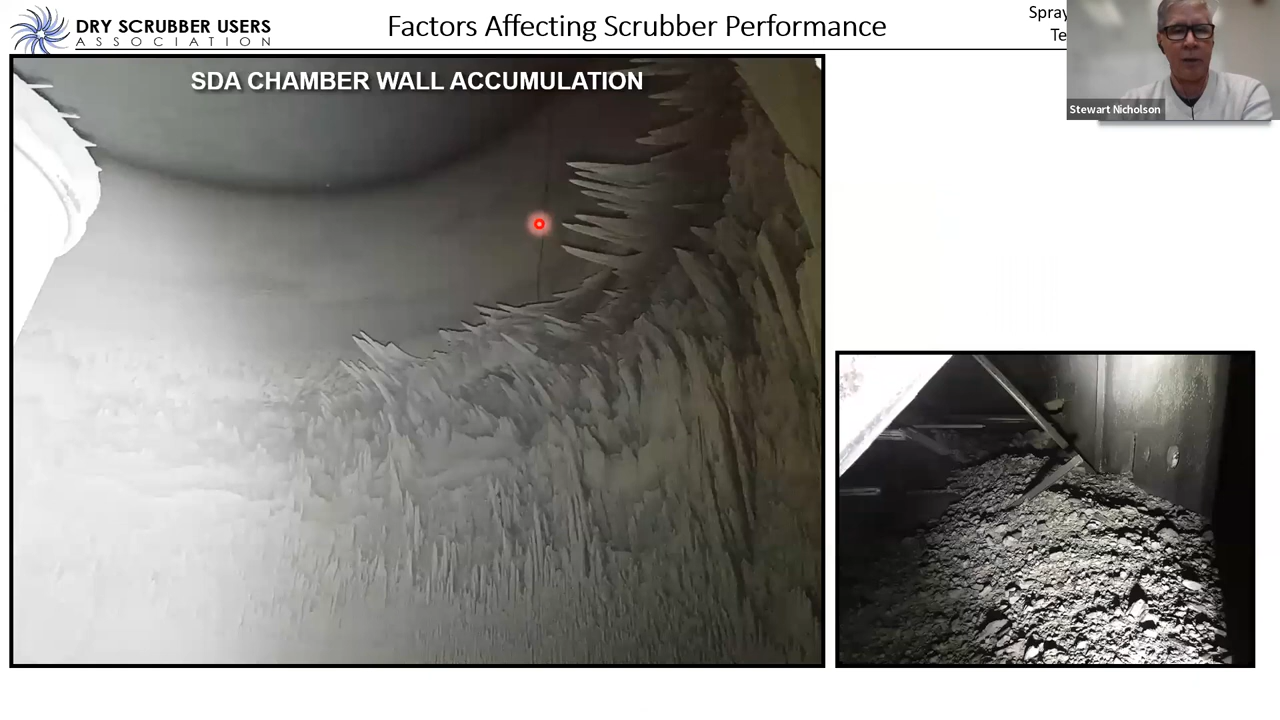 DRY SCRUBBER USERS
ASSOCIATION
Factors Affecting Scrubber Performance
Spray
Te
Stewart Nicholson
SDA CHAMBER WALL ACCUMULATION